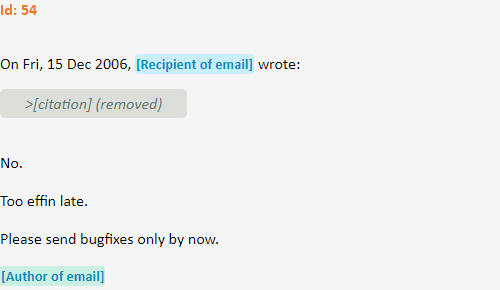 Id: 54
On Fri, 15 Dec 2006, [Recipient of email] wrote:
>[citation] (removed)
No.
Too effin late.
Please send bugfixes only by now.
[Author of email]